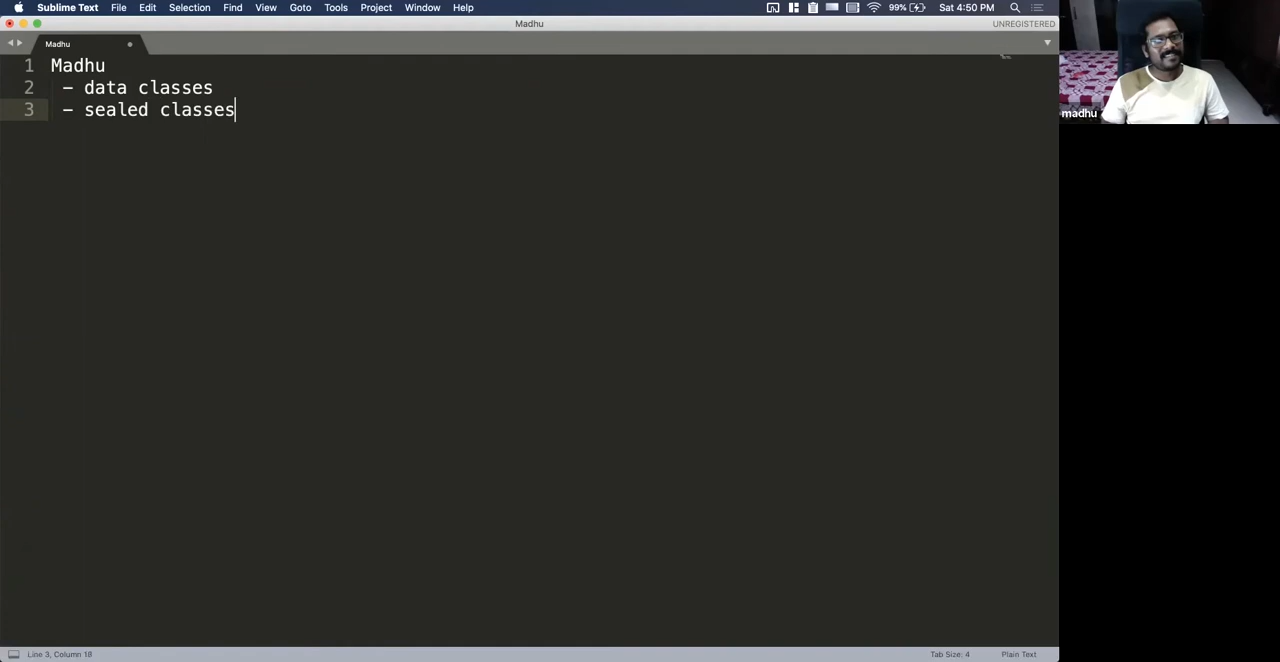 Sublime Text File Edit Selection Find View Goto Tools Project Window Help 99% Sat 4:50 PM
Madhu UNREGISTERED
Madhu
1 Madhu
2 - data classes
3 - sealed classes
madhu
Line 3, Column 18 Tab Size: 4 Plain Text